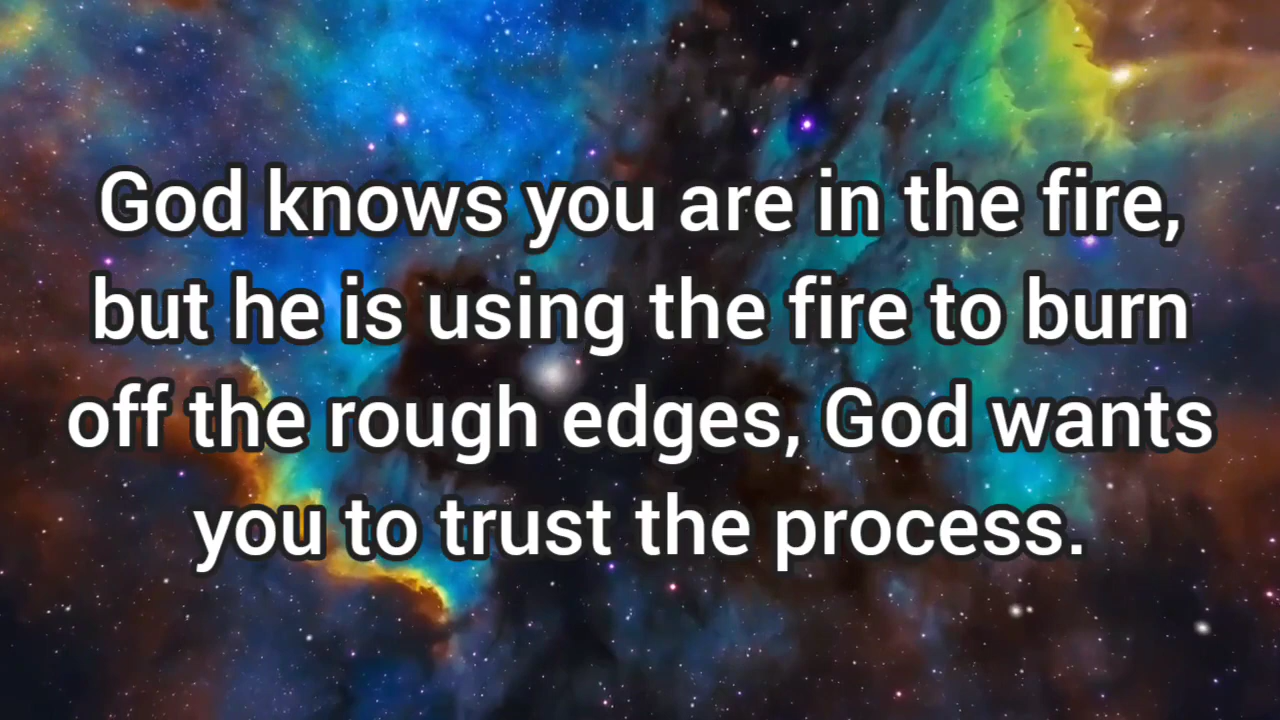 God knows you are in the fire,
but he is using the fire to burn
off the rough edges, God wants
you to trust the process.